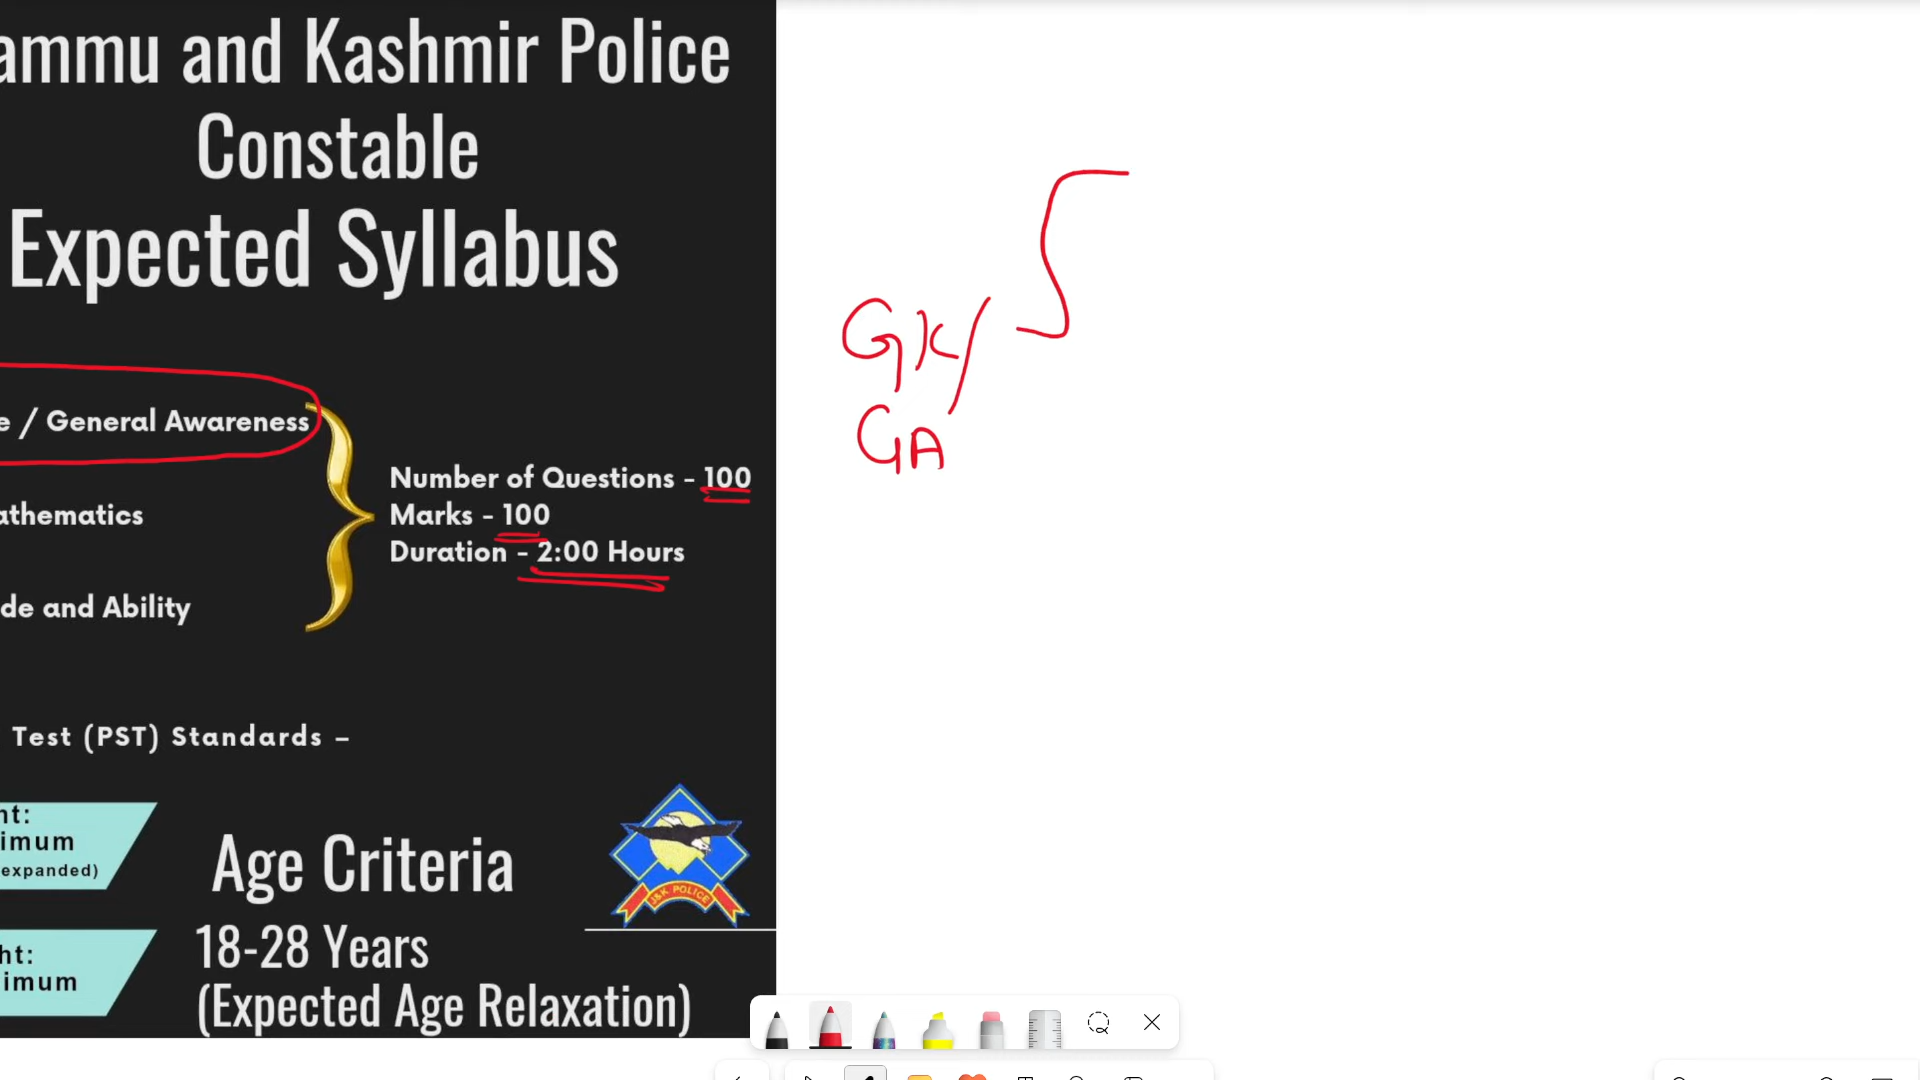 ammu and Kashmir Police
Constable
Expected Syllabus
e / General Awareness
Number of Questions - 100
Marks - 100
Duration - 2:00 Hours
athematics
de and Ability
Test (PST) Standards –
ht:
imum
expanded)
Age Criteria
18-28 Years
(Expected Age Relaxation)
ht:
imum
J&K POLICE
GK/
GA